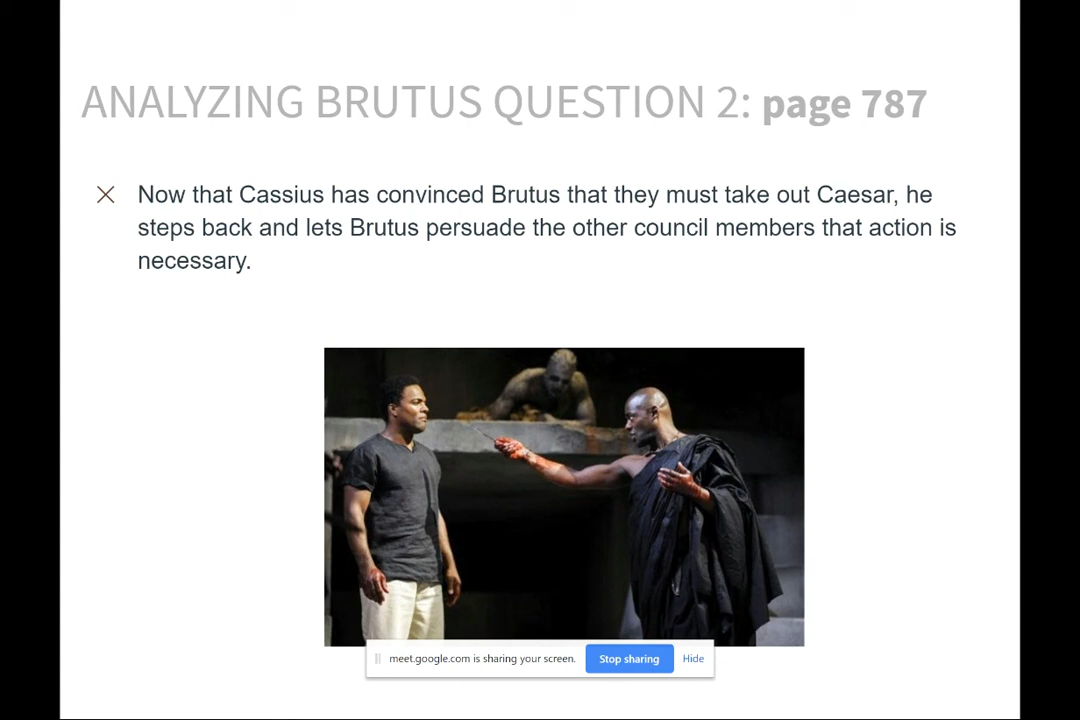 ANALYZING BRUTUS QUESTION 2: page 787
Now that Cassius has convinced Brutus that they must take out Caesar, he
steps back and lets Brutus persuade the other council members that action is
necessary.
meet.google.com is sharing your screen. Stop sharing Hide